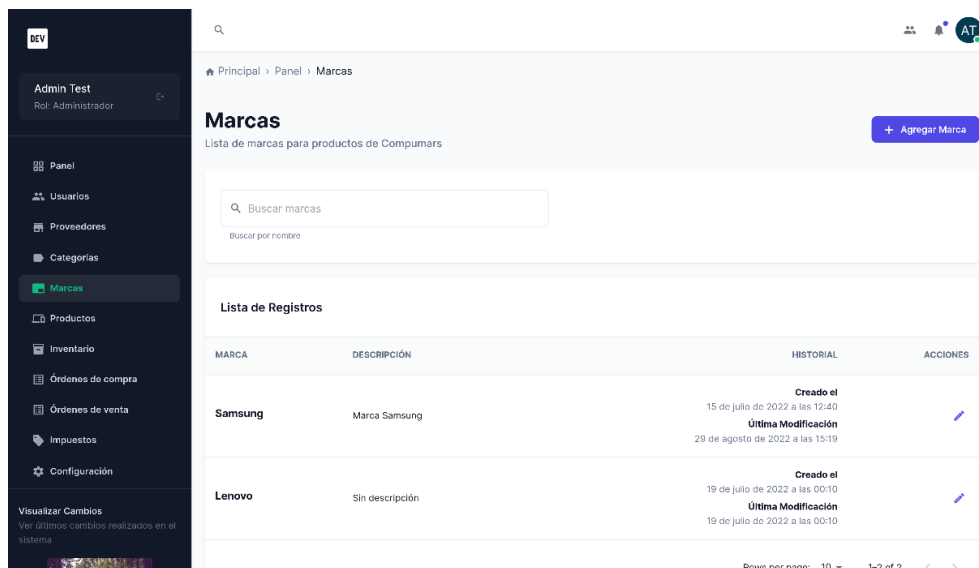 DEV
AT
Admin Test
Rol: Administrador
Panel
Usuarios
Proveedores
Categorías
Marcas
Productos
Inventario
Órdenes de compra
Órdenes de venta
Impuestos
Configuración
Visualizar Cambios
Ver últimos cambios realizados en el
sistema
Principal › Panel › Marcas
Marcas
Lista de marcas para productos de Compumars
+ Agregar Marca
Buscar marcas
Buscar por nombre
Lista de Registros
MARCA DESCRIPCIÓN HISTORIAL ACCIONES
Samsung
Marca Samsung
Creado el
15 de julio de 2022 a las 12:40
Última Modificación
29 de agosto de 2022 a las 15:19
Lenovo
Sin descripción
Creado el
19 de julio de 2022 a las 00:10
Última Modificación
19 de julio de 2022 a las 00:10
Rows per page: 10 1–2 of 2